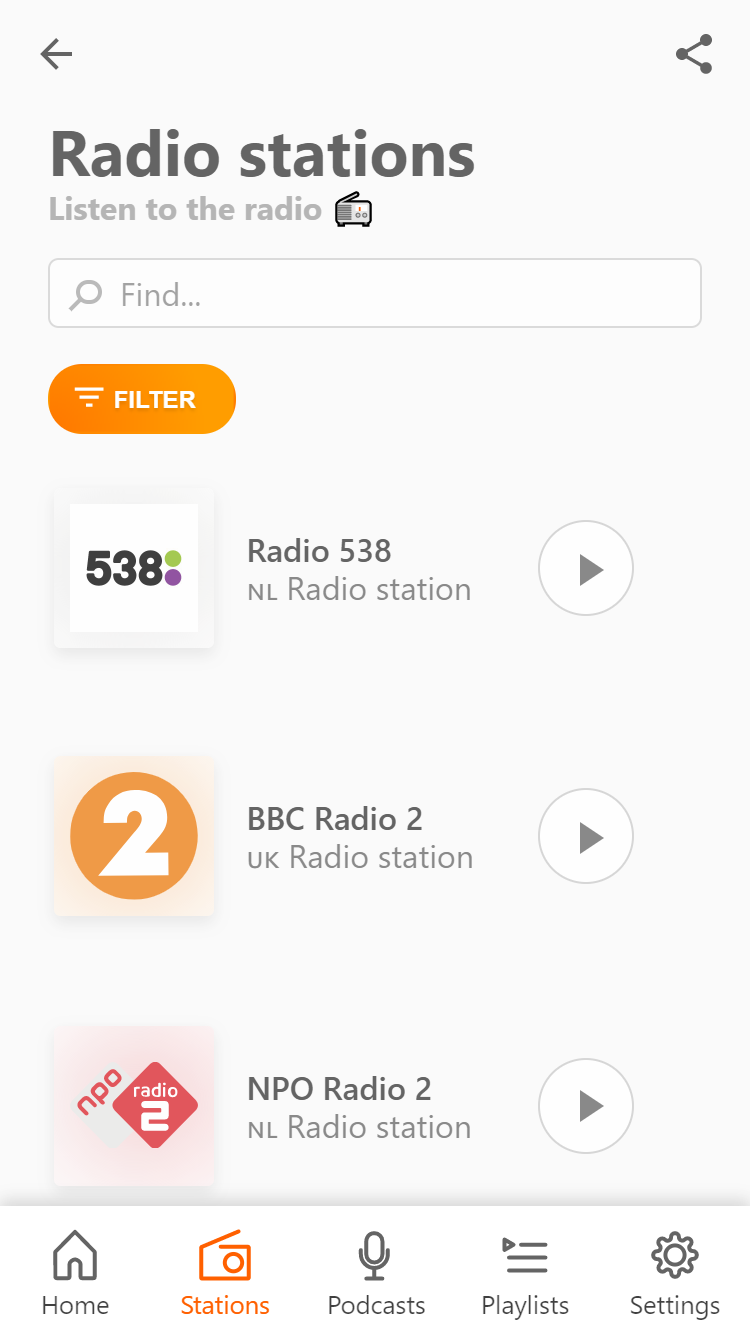 Radio stations
Listen to the radio 📻
Find...
FILTER
538
Radio 538
NL Radio station
2
BBC Radio 2
UK Radio station
npo radio 2
NPO Radio 2
NL Radio station
Home
Stations
Podcasts
Playlists
Settings